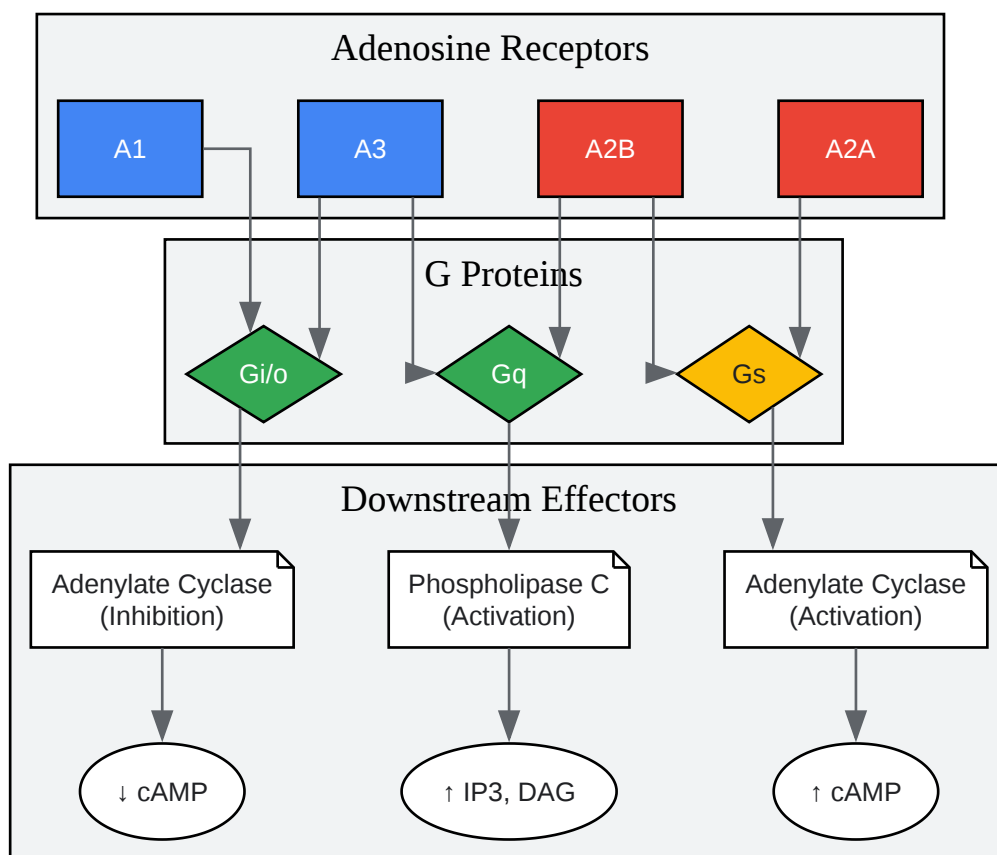 Adenosine Receptors
A1
A3
A2B
A2A
G Proteins
Gi/o
Gq
Gs
Downstream Effectors
Adenylate Cyclase
(Inhibition)
Phospholipase C
(Activation)
Adenylate Cyclase
(Activation)
↓ cAMP
↑ IP3, DAG
↑ cAMP